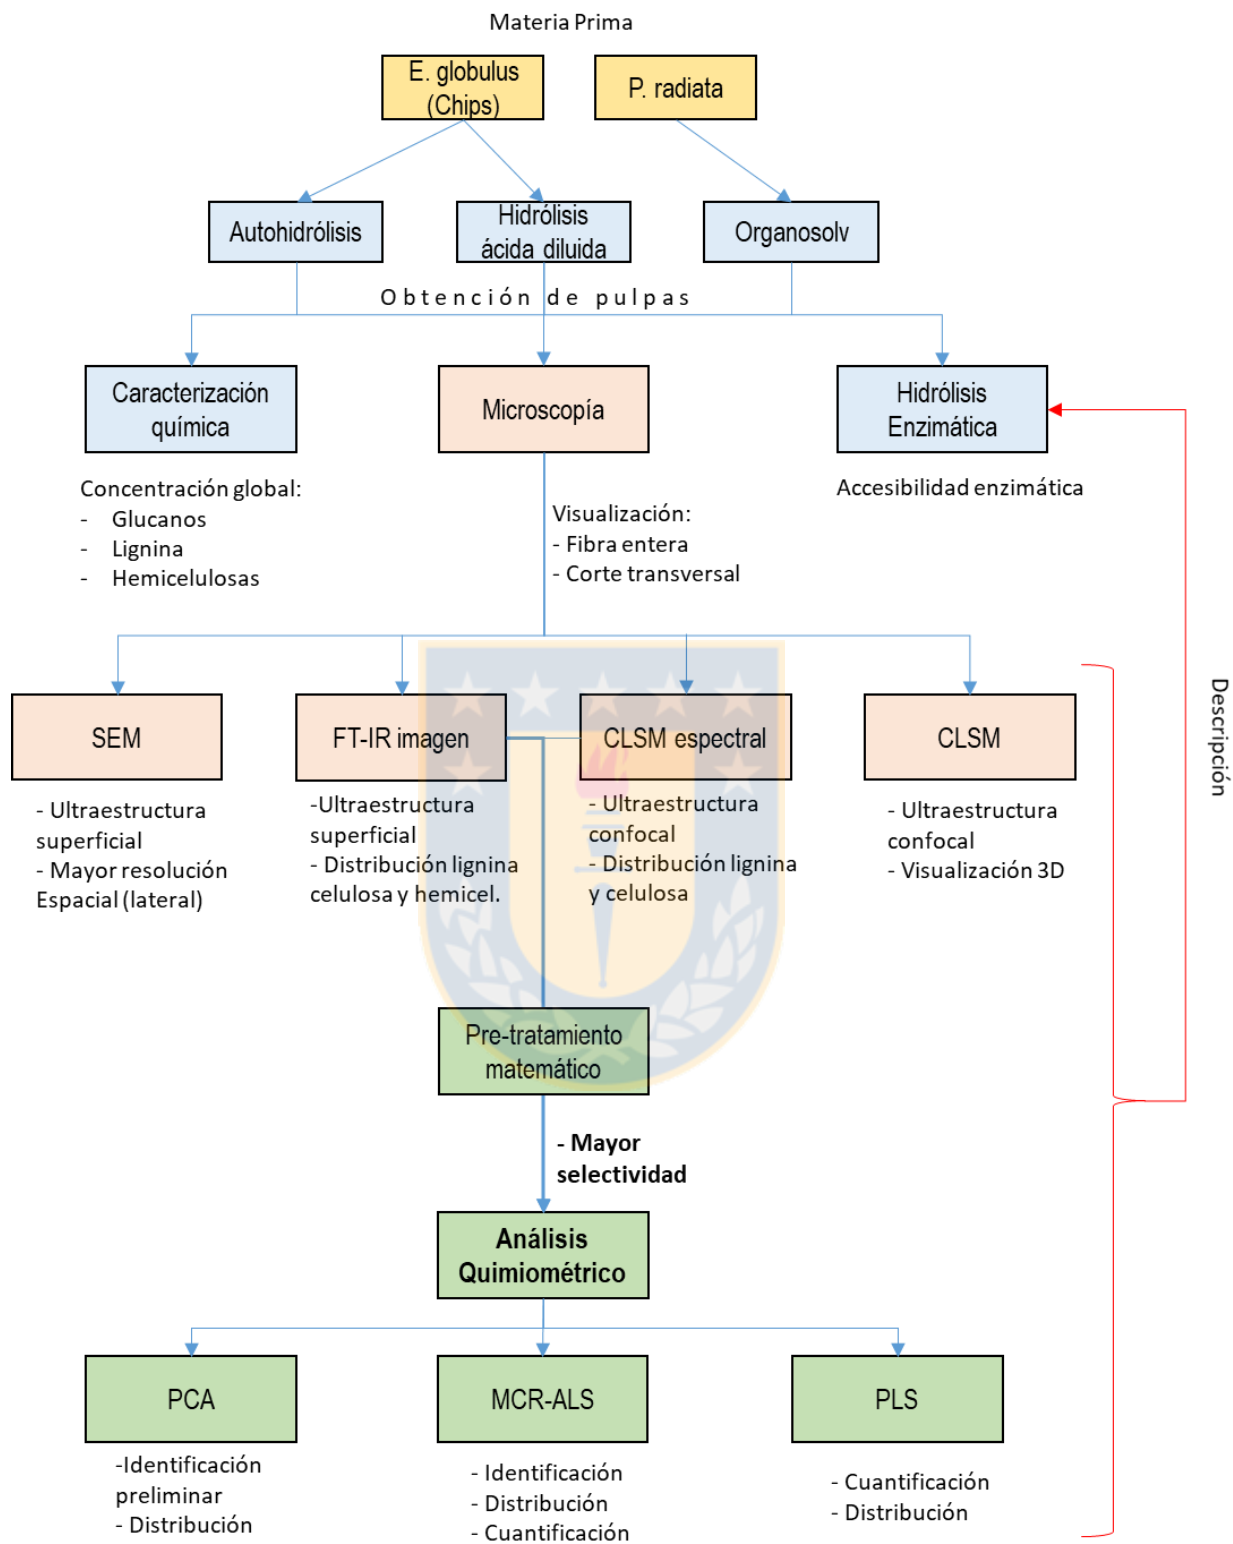 Materia Prima
E. globulus
(Chips)
P. radiata
Autohidrólisis
Hidrólisis
ácida diluida
Organosolv
Obtención de pulpas
Caracterización
química
Microscopía
Hidrólisis
Enzimática
Concentración global:
- Glucanos
- Lignina
- Hemicelulosas
Visualización:
- Fibra entera
- Corte transversal
Accesibilidad enzimática
Descripción
SEM
FT-IR imagen
CLSM espectral
CLSM
- Ultraestructura
superficial
- Mayor resolución
Espacial (lateral)
-Ultraestructura
superficial
- Distribución lignina
celulosa y hemicel.
- Ultraestructura
confocal
- Distribución lignina
y celulosa
- Ultraestructura
confocal
- Visualización 3D
Pre-tratamiento
matemático
- Mayor
selectividad
Análisis
Quimiométrico
PCA
MCR-ALS
PLS
-Identificación
preliminar
- Distribución
- Identificación
- Distribución
- Cuantificación
- Cuantificación
- Distribución